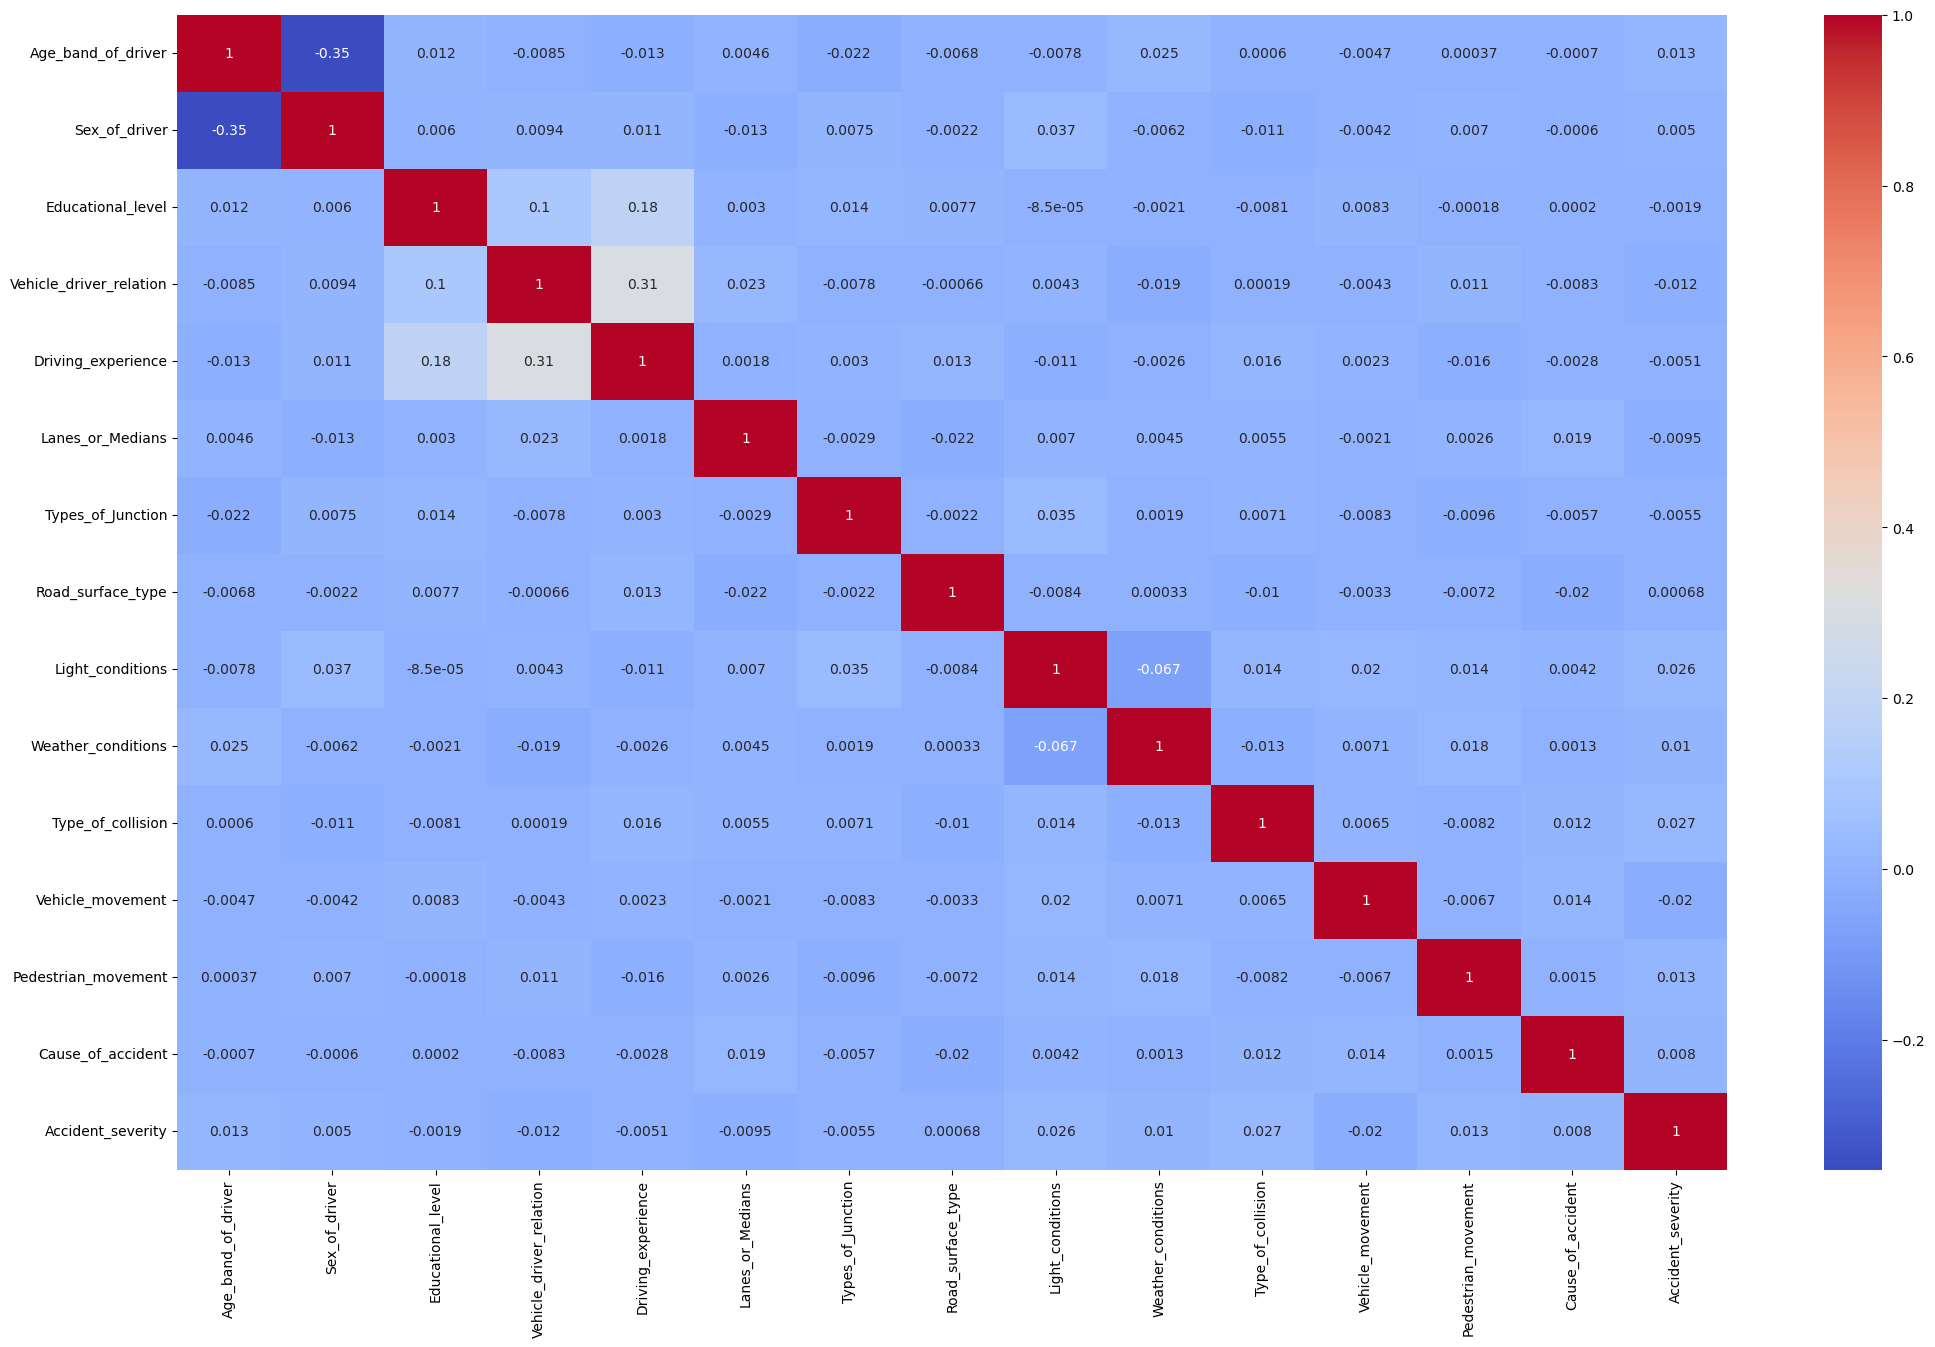 Age_band_of_driver 1 -0.35 0.012 -0.0085 -0.013 0.0046 -0.022 -0.0068 -0.0078 0.025 0.0006 -0.0047 0.00037 -0.0007 0.013
Sex_of_driver -0.35 1 0.006 0.0094 0.011 -0.013 0.0075 -0.0022 0.037 -0.0062 -0.011 -0.0042 0.007 -0.0006 0.005
Educational_level 0.012 0.006 1 0.1 0.18 0.003 0.014 0.0077 -8.5e-05 -0.0021 -0.0081 0.0083 -0.00018 0.0002 -0.0019
Vehicle_driver_relation -0.0085 0.0094 0.1 1 0.31 0.023 -0.0078 -0.00066 0.0043 -0.019 0.00019 -0.0043 0.011 -0.0083 -0.012
Driving_experience -0.013 0.011 0.18 0.31 1 0.0018 0.003 0.013 -0.011 -0.0026 0.016 0.0023 -0.016 -0.0028 -0.0051
Lanes_or_Medians 0.0046 -0.013 0.003 0.023 0.0018 1 -0.0029 -0.022 0.007 0.0045 0.0055 -0.0021 0.0026 0.019 -0.0095
Types_of_Junction -0.022 0.0075 0.014 -0.0078 0.003 -0.0029 1 -0.0022 0.035 0.0019 0.0071 -0.0083 -0.0096 -0.0057 -0.0055
Road_surface_type -0.0068 -0.0022 0.0077 -0.00066 0.013 -0.022 -0.0022 1 -0.0084 0.00033 -0.01 -0.0033 -0.0072 -0.02 0.00068
Light_conditions -0.0078 0.037 -8.5e-05 0.0043 -0.011 0.007 0.035 -0.0084 1 -0.067 0.014 0.02 0.014 0.0042 0.026
Weather_conditions 0.025 -0.0062 -0.0021 -0.019 -0.0026 0.0045 0.0019 0.00033 -0.067 1 -0.013 0.0071 0.018 0.0013 0.01
Type_of_collision 0.0006 -0.011 -0.0081 0.00019 0.016 0.0055 0.0071 -0.01 0.014 -0.013 1 0.0065 -0.0082 0.012 0.027
Vehicle_movement -0.0047 -0.0042 0.0083 -0.0043 0.0023 -0.0021 -0.0083 -0.0033 0.02 0.0071 0.0065 1 -0.0067 0.014 -0.02
Pedestrian_movement 0.00037 0.007 -0.00018 0.011 -0.016 0.0026 -0.0096 -0.0072 0.014 0.018 -0.0082 -0.0067 1 0.0015 0.013
Cause_of_accident -0.0007 -0.0006 0.0002 -0.0083 -0.0028 0.019 -0.0057 -0.02 0.0042 0.0013 0.012 0.014 0.0015 1 0.008
Accident_severity 0.013 0.005 -0.0019 -0.012 -0.0051 -0.0095 -0.0055 0.00068 0.026 0.01 0.027 -0.02 0.013 0.008 1
Age_band_of_driver
Sex_of_driver
Educational_level
Vehicle_driver_relation
Driving_experience
Lanes_or_Medians
Types_of_Junction
Road_surface_type
Light_conditions
Weather_conditions
Type_of_collision
Vehicle_movement
Pedestrian_movement
Cause_of_accident
Accident_severity
1.0
0.8
0.6
0.4
0.2
0.0
−0.2